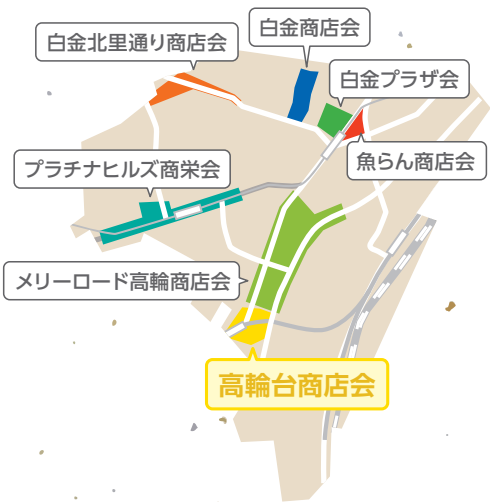 白金商店会
白金北里通り商店会
白金プラザ会
魚らん商店会
プラチナヒルズ商栄会
メリーロード高輪商店会
高輪台商店会